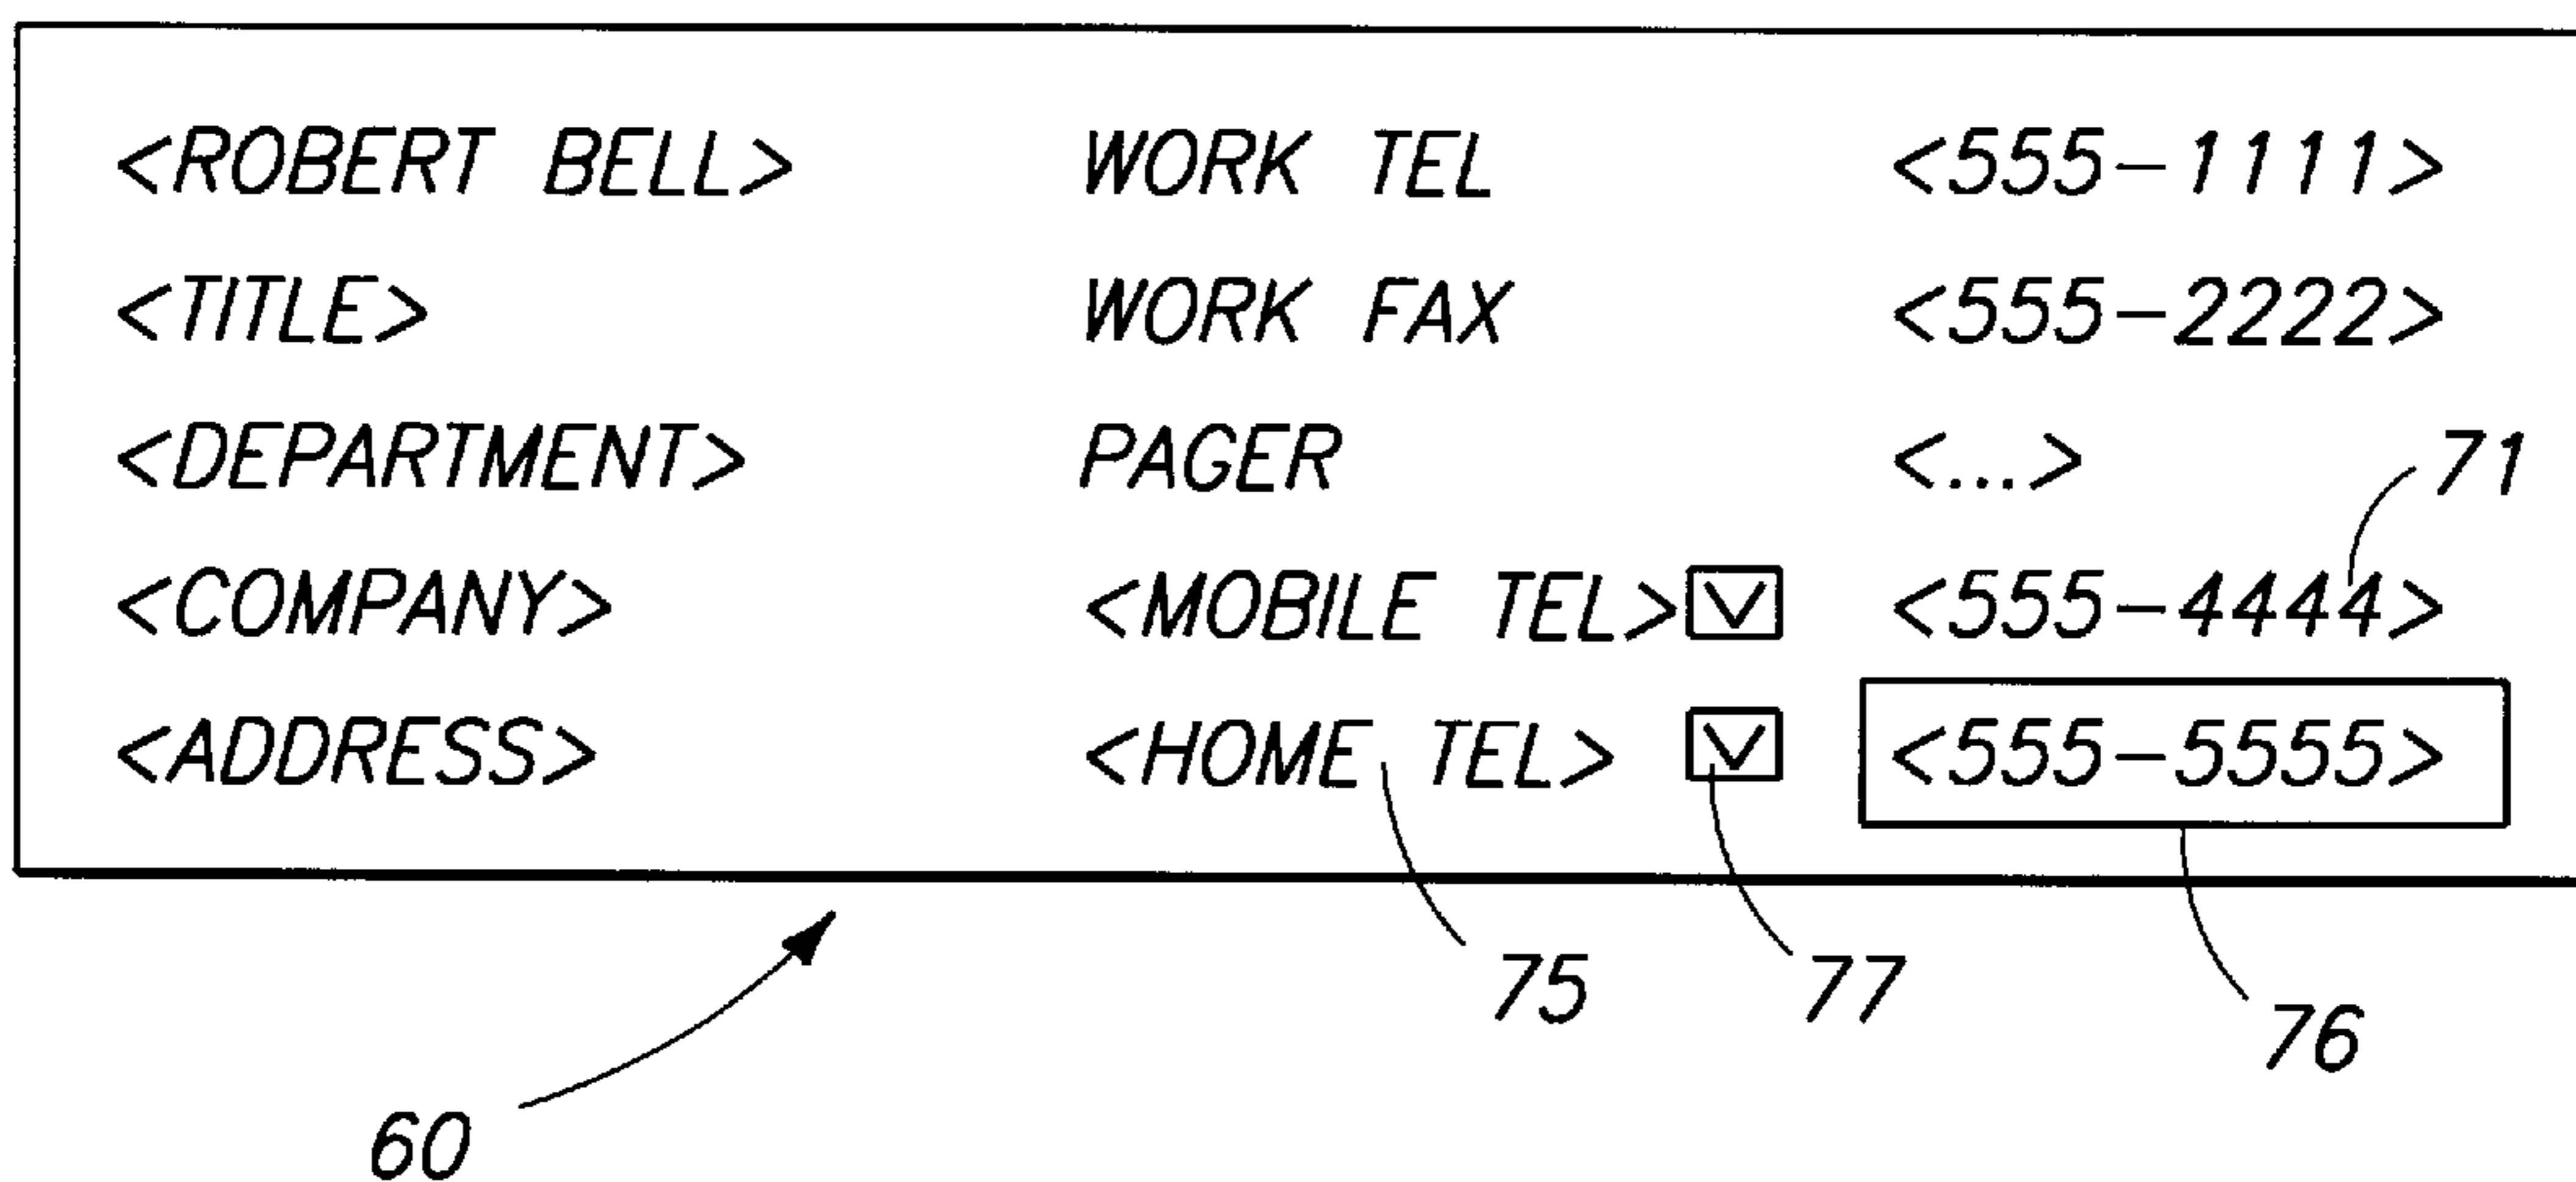 <ROBERT BELL> WORK TEL <555-1111>
<TITLE> WORK FAX <555-2222>
<DEPARTMENT> PAGER <...> 71
<COMPANY> <MOBILE TEL> <555-4444>
<ADDRESS> <HOME TEL> <555-5555>
75 77 76
60